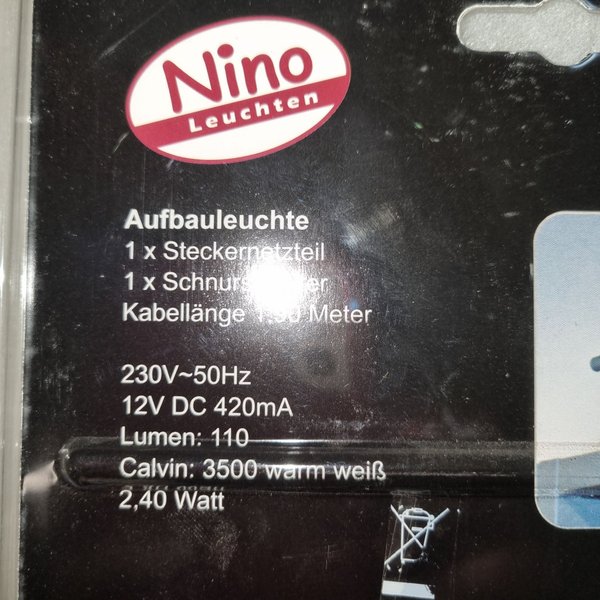 Nino
Leuchten
Aufbauleuchte
1 x Steckernetzteil
1 x
Kabellänge Meter
230V~50Hz
12V DC 420mA
Lumen: 110
Calvin: 3500 warm weiß
2,40 Watt